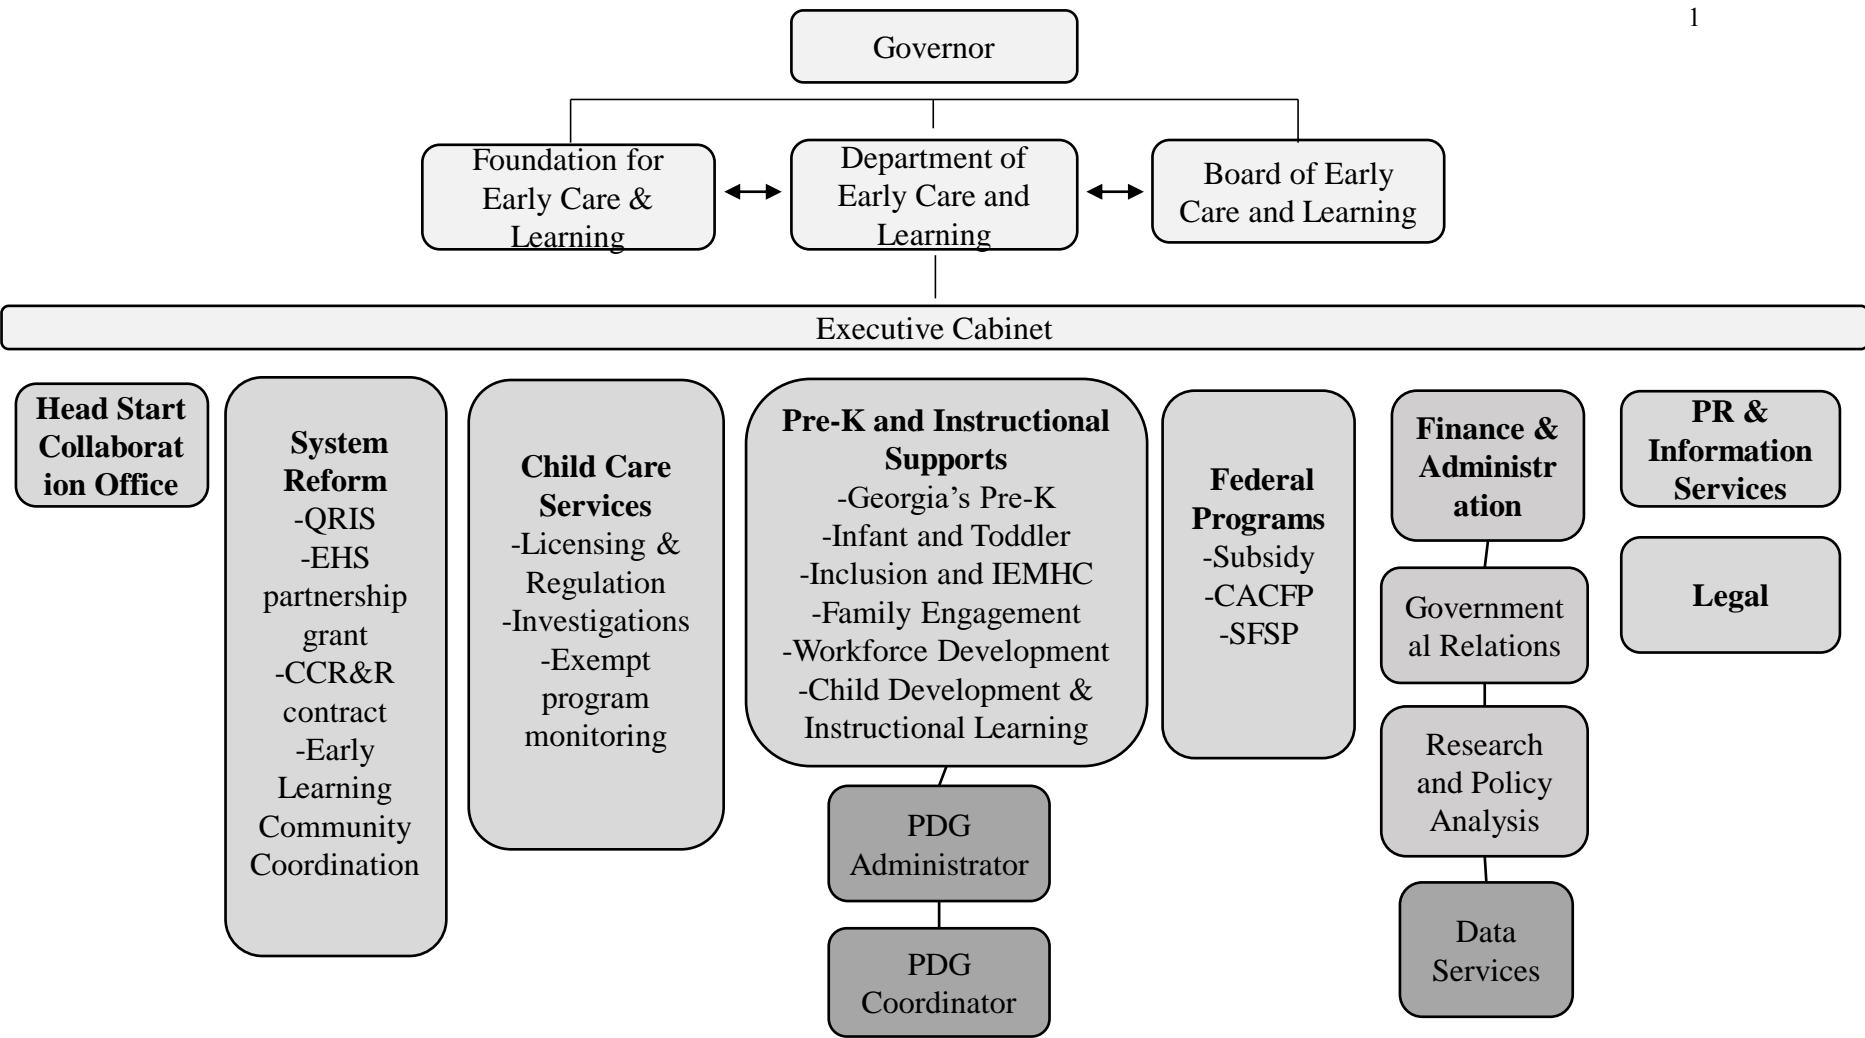 1
Governor
Foundation for
Early Care &
Learning
Department of
Early Care and
Learning
Board of Early
Care and Learning
Executive Cabinet
Head Start
Collaborat
ion Office
System
Reform
-QRIS
-EHS
partnership
grant
-CCR&R
contract
-Early
Learning
Community
Coordination
Child Care
Services
-Licensing &
Regulation
-Investigations
-Exempt
program
monitoring
Pre-K and Instructional
Supports
-Georgia’s Pre-K
-Infant and Toddler
-Inclusion and IEMHC
-Family Engagement
-Workforce Development
-Child Development &
Instructional Learning
PDG
Administrator
PDG
Coordinator
Federal
Programs
-Subsidy
-CACFP
-SFSP
Finance &
Administr
ation
Government
al Relations
Research
and Policy
Analysis
Data
Services
PR &
Information
Services
Legal